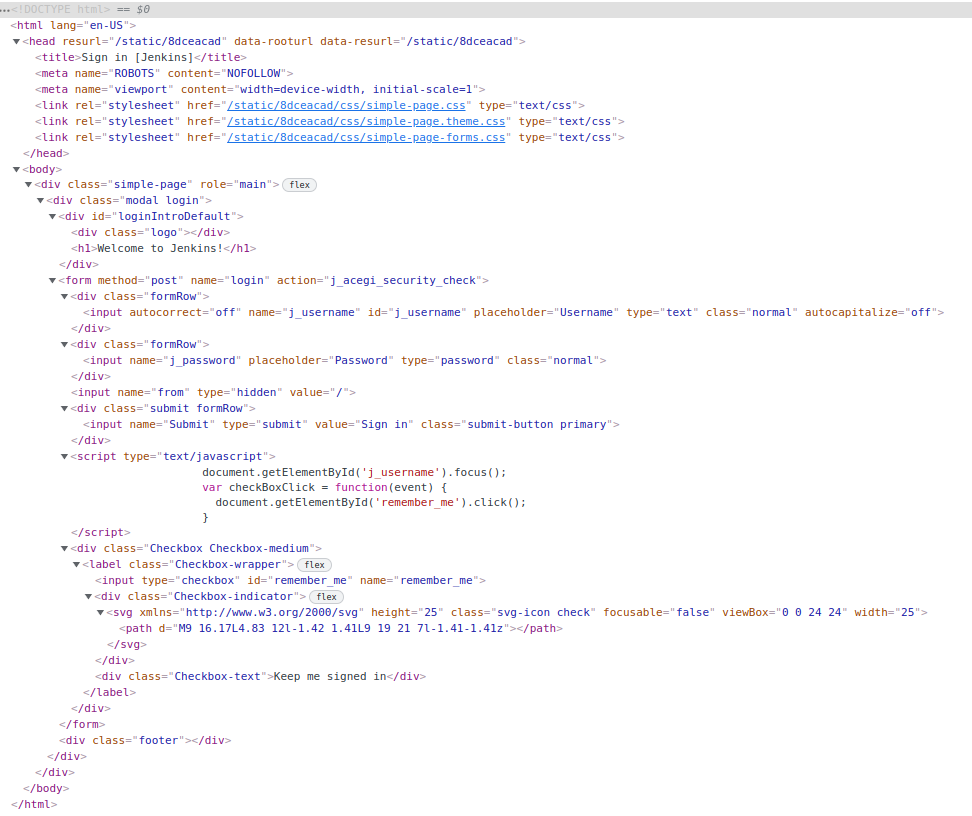 …<!DOCTYPE html> == $0
<html lang="en-US">
▼<head resurl="/static/8dceacad" data-rooturl data-resurl="/static/8dceacad">
<title>Sign in [Jenkins]</title>
<meta name="ROBOTS" content="NOFOLLOW">
<meta name="viewport" content="width=device-width, initial-scale=1">
<link rel="stylesheet" href="/static/8dceacad/css/simple-page.css" type="text/css">
<link rel="stylesheet" href="/static/8dceacad/css/simple-page.theme.css" type="text/css">
<link rel="stylesheet" href="/static/8dceacad/css/simple-page-forms.css" type="text/css">
</head>
▼<body>
▼<div class="simple-page" role="main"> flex
▼<div class="modal login">
▼<div id="loginIntroDefault">
<div class="logo"></div>
<h1>Welcome to Jenkins!</h1>
</div>
▼<form method="post" name="login" action="j_acegi_security_check">
▼<div class="formRow">
<input autocorrect="off" name="j_username" id="j_username" placeholder="Username" type="text" class="normal" autocapitalize="off">
</div>
▼<div class="formRow">
<input name="j_password" placeholder="Password" type="password" class="normal">
</div>
<input name="from" type="hidden" value="/">
▼<div class="submit formRow">
<input name="Submit" type="submit" value="Sign in" class="submit-button primary">
</div>
▼<script type="text/javascript">
document.getElementById('j_username').focus();
var checkBoxClick = function(event) {
document.getElementById('remember_me').click();
}
</script>
▼<div class="Checkbox Checkbox-medium">
▼<label class="Checkbox-wrapper"> flex
<input type="checkbox" id="remember_me" name="remember_me">
▼<div class="Checkbox-indicator"> flex
▼<svg xmlns="http://www.w3.org/2000/svg" height="25" class="svg-icon check" focusable="false" viewBox="0 0 24 24" width="25">
<path d="M9 16.17L4.83 12l-1.42 1.41L9 19 21 7l-1.41-1.41z"></path>
</svg>
</div>
<div class="Checkbox-text">Keep me signed in</div>
</label>
</div>
</form>
<div class="footer"></div>
</div>
</div>
</body>
</html>